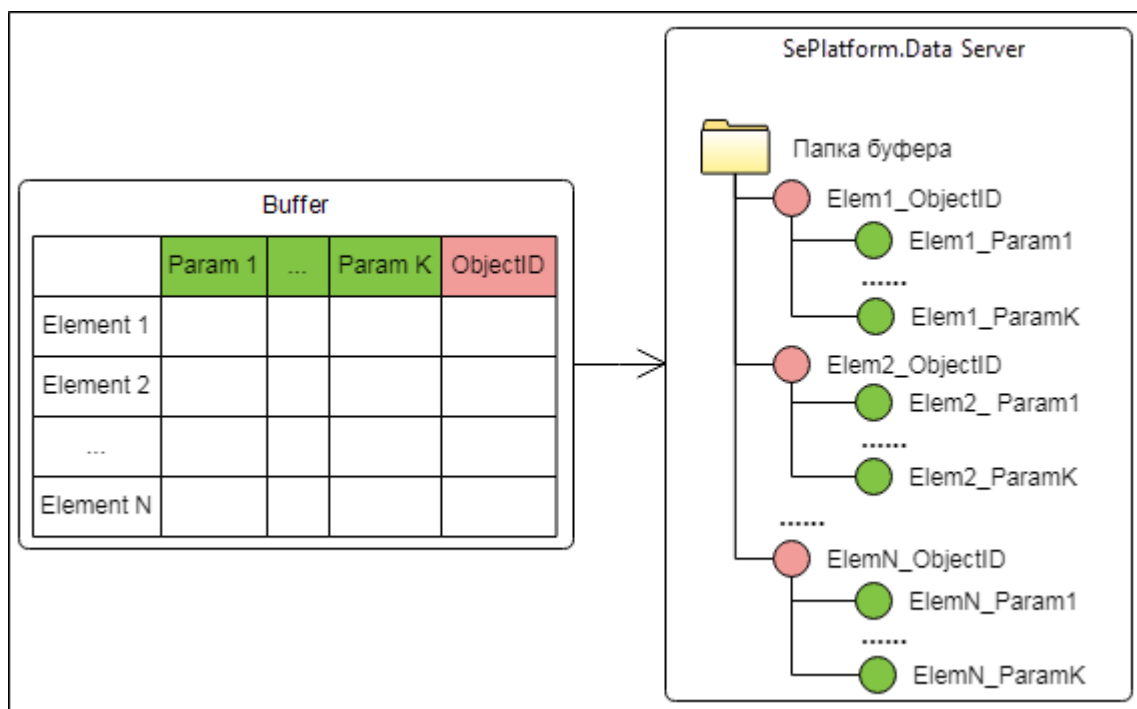 Buffer
Param 1 ... Param K ObjectID
Element 1
Element 2
...
Element N
SePlatform.Data Server
Папка буфера
Elem1_ObjectID
Elem1_Param1
......
Elem1_ParamK
Elem2_ObjectID
Elem2_ Param1
......
Elem2_ParamK
......
ElemN_ObjectID
ElemN_Param1
......
ElemN_ParamK